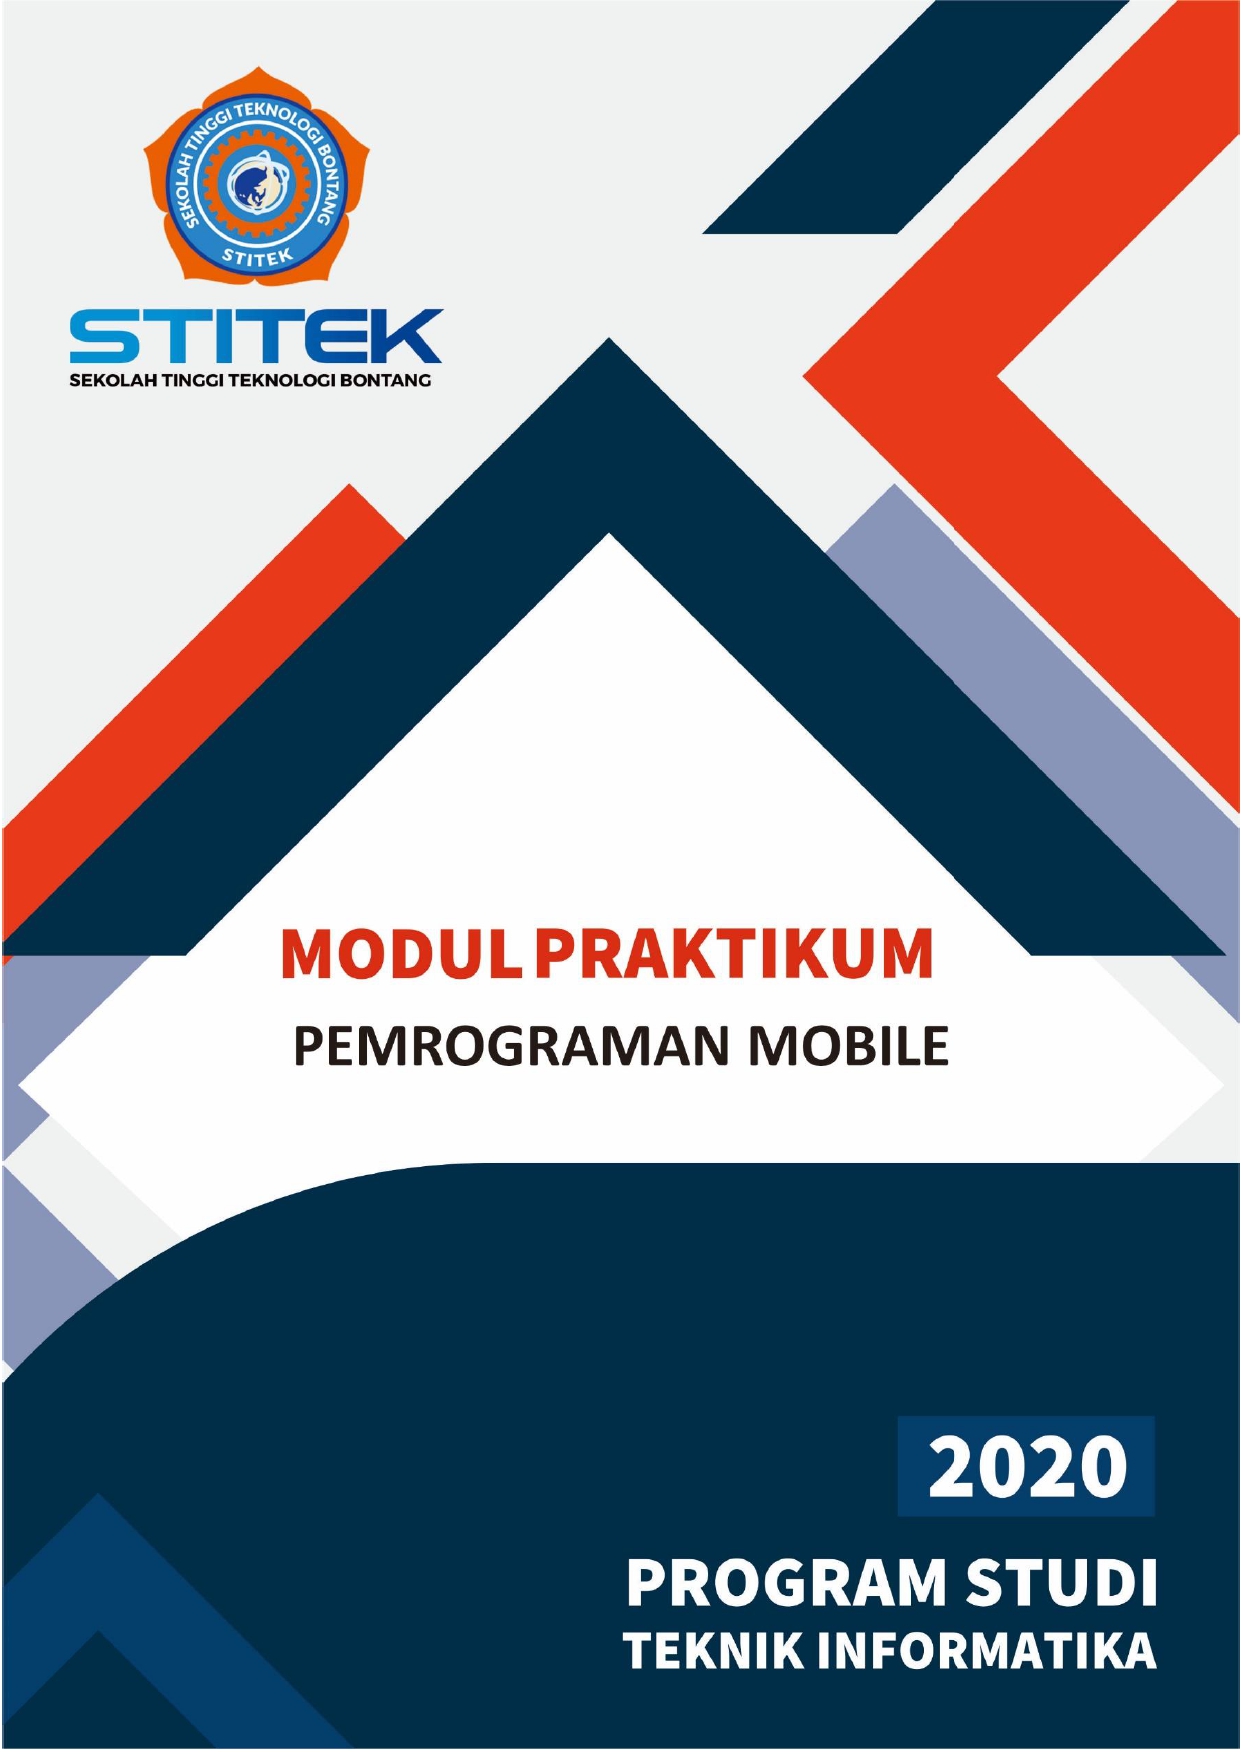 SEKOLAH TINGGI TEKNOLOGI BONTANG
STITEK
STITEK
SEKOLAH TINGGI TEKNOLOGI BONTANG
MODUL PRAKTIKUM
PEMROGRAMAN MOBILE
2020
PROGRAM STUDI
TEKNIK INFORMATIKA